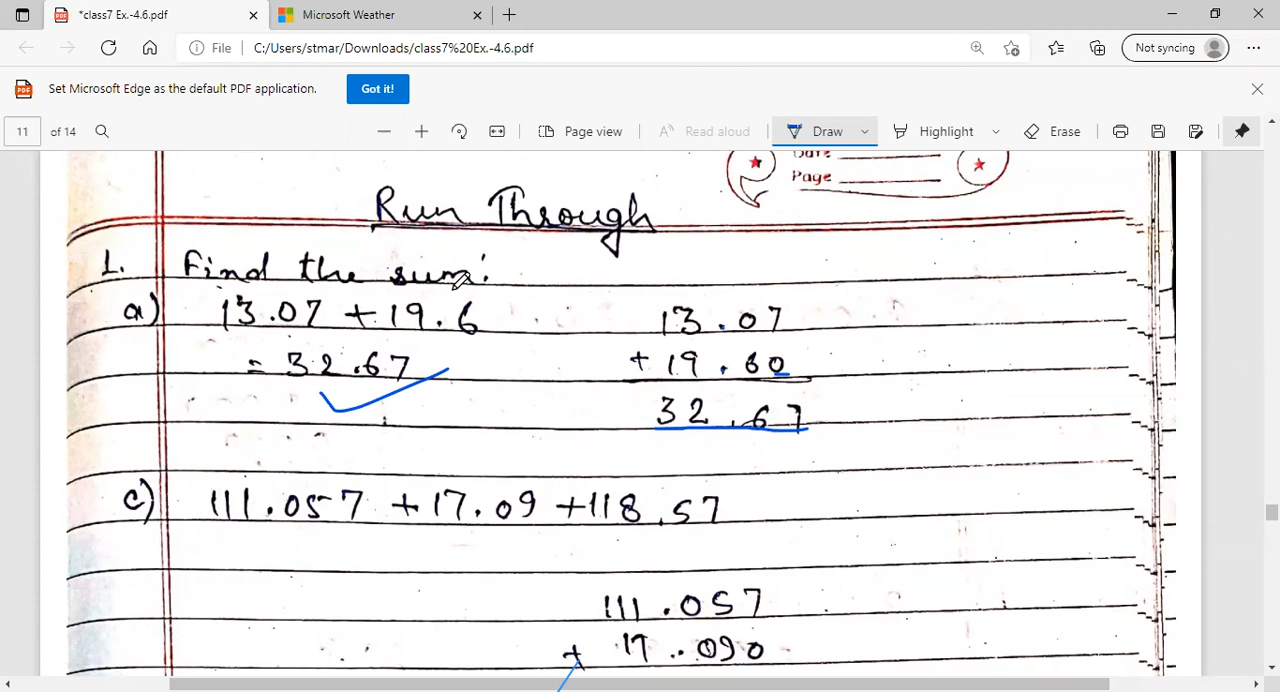 *class7 Ex.-4.6.pdf
Microsoft Weather
File
C:/Users/stmar/Downloads/class7%20Ex.-4.6.pdf
Not syncing
Set Microsoft Edge as the default PDF application.
Got it!
11 of 14
Page view
Read aloud
Draw
Highlight
Erase
Date
Page
Run Through
1. Find the sum:
a) 13.07 + 19.6
13.07
= 32.67
+ 19.60
32.67
c) 111.057 + 17.09 + 118.57
111.057
+ 17.090